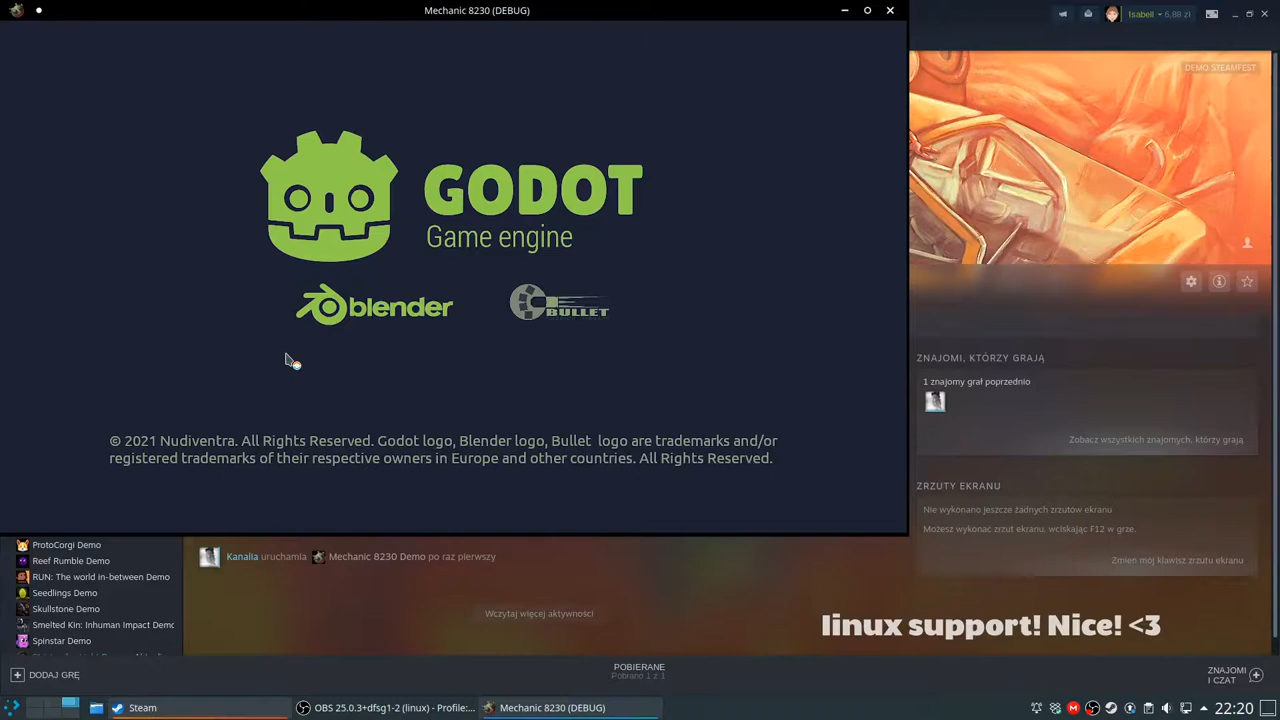 Mechanic 8230 (DEBUG)
Isabell 6,88 zł
DEMO STEAMFEST
GODOT
Game engine
blender
BULLET
© 2021 Nudiventra. All Rights Reserved. Godot logo, Blender logo, Bullet logo are trademarks and/or
registered trademarks of their respective owners in Europe and other countries. All Rights Reserved.
ZNAJOMI, KTÓRZY GRAJĄ
1 znajomy grał poprzednio
Zobacz wszystkich znajomych, którzy grają
ZRZUTY EKRANU
Nie wykonano jeszcze żadnych zrzutów ekranu
Możesz wykonać zrzut ekranu, wciskając F12 w grze.
Zmień mój klawisz zrzutu ekranu
ProtoCorgi Demo
Reef Rumble Demo
RUN: The world in-between Demo
Seedlings Demo
Skullstone Demo
Smelted Kin: Inhuman Impact Demo
Spinstar Demo
Kanalia uruchamia Mechanic 8230 Demo po raz pierwszy
Wczytaj więcej aktywności
linux support! Nice! <3
DODAJ GRĘ
POBIERANE
Pobrano 1 z 1
ZNAJOMI
I CZAT
Steam
OBS 25.0.3+dfsg1-2 (linux) - Profile:...
Mechanic 8230 (DEBUG)
22:20